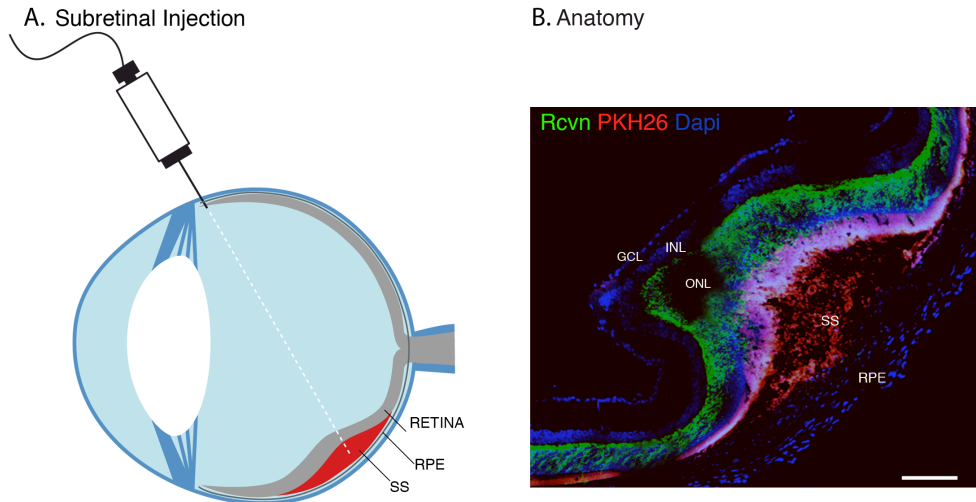 A. Subretinal Injection
RETINA
RPE
SS
B. Anatomy
Rcvn PKH26 Dapi
INL
GCL
ONL
SS
RPE